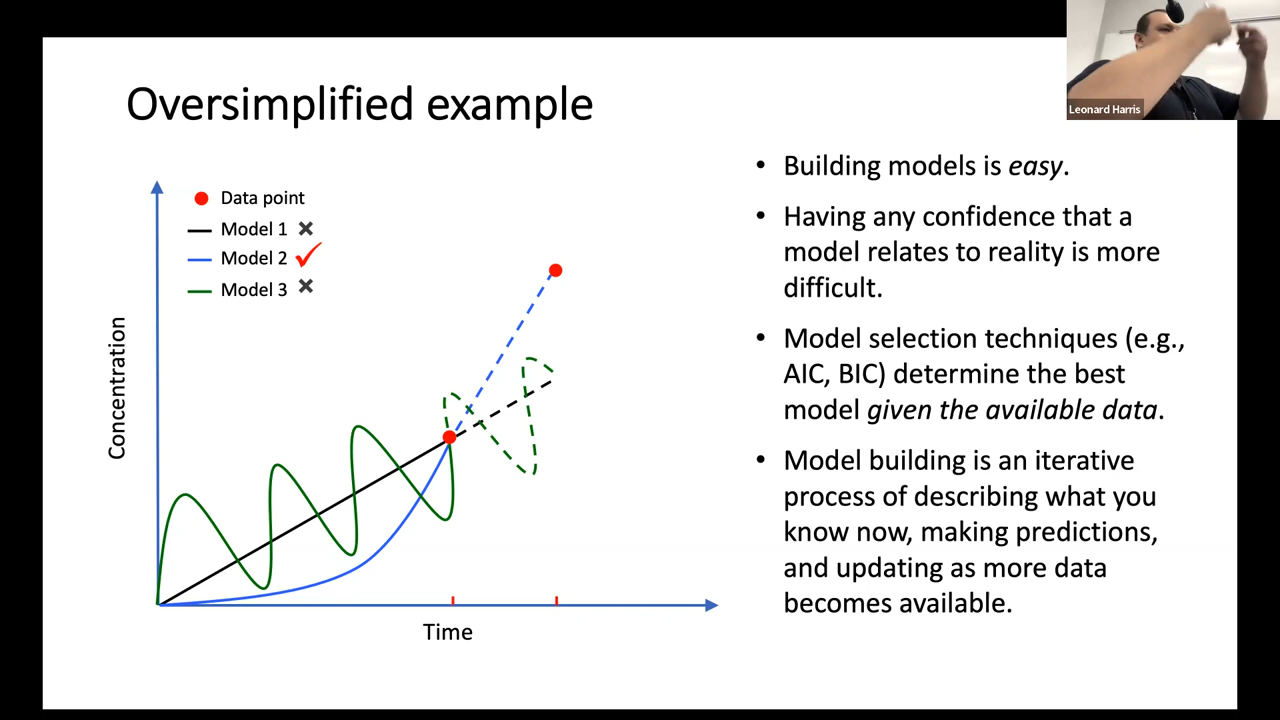 Leonard Harris
Oversimplified example
Data point
Model 1
Model 2
Model 3
Concentration
Time
• Building models is easy.
• Having any confidence that a
model relates to reality is more
difficult.
• Model selection techniques (e.g.,
AIC, BIC) determine the best
model given the available data.
• Model building is an iterative
process of describing what you
know now, making predictions,
and updating as more data
becomes available.